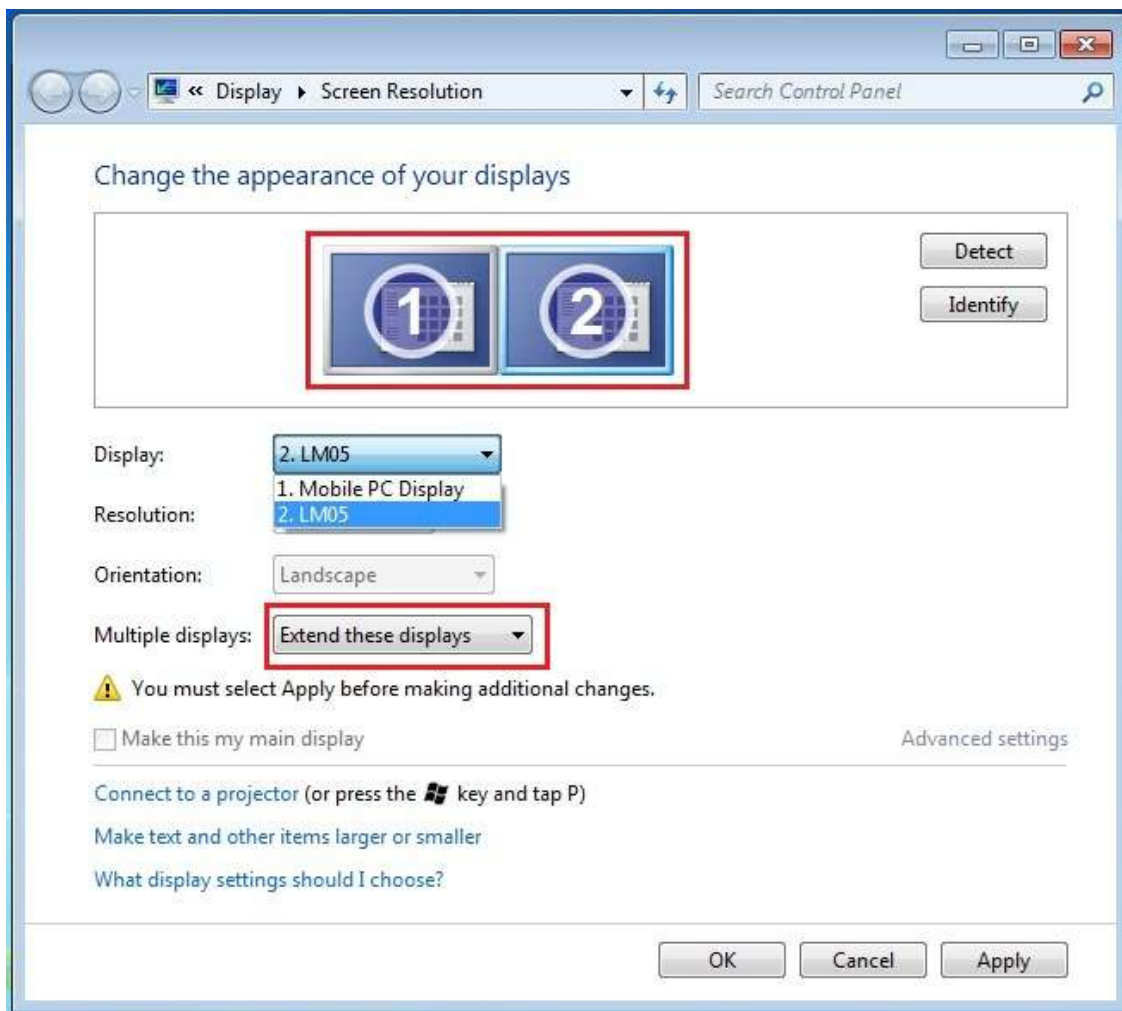 « Display ▸ Screen Resolution
Search Control Panel
Change the appearance of your displays
1 2
Detect
Identify
Display: 2. LM05
1. Mobile PC Display
2. LM05
Resolution:
Orientation: Landscape
Multiple displays: Extend these displays
You must select Apply before making additional changes.
Make this my main display
Advanced settings
Connect to a projector (or press the key and tap P)
Make text and other items larger or smaller
What display settings should I choose?
OK Cancel Apply